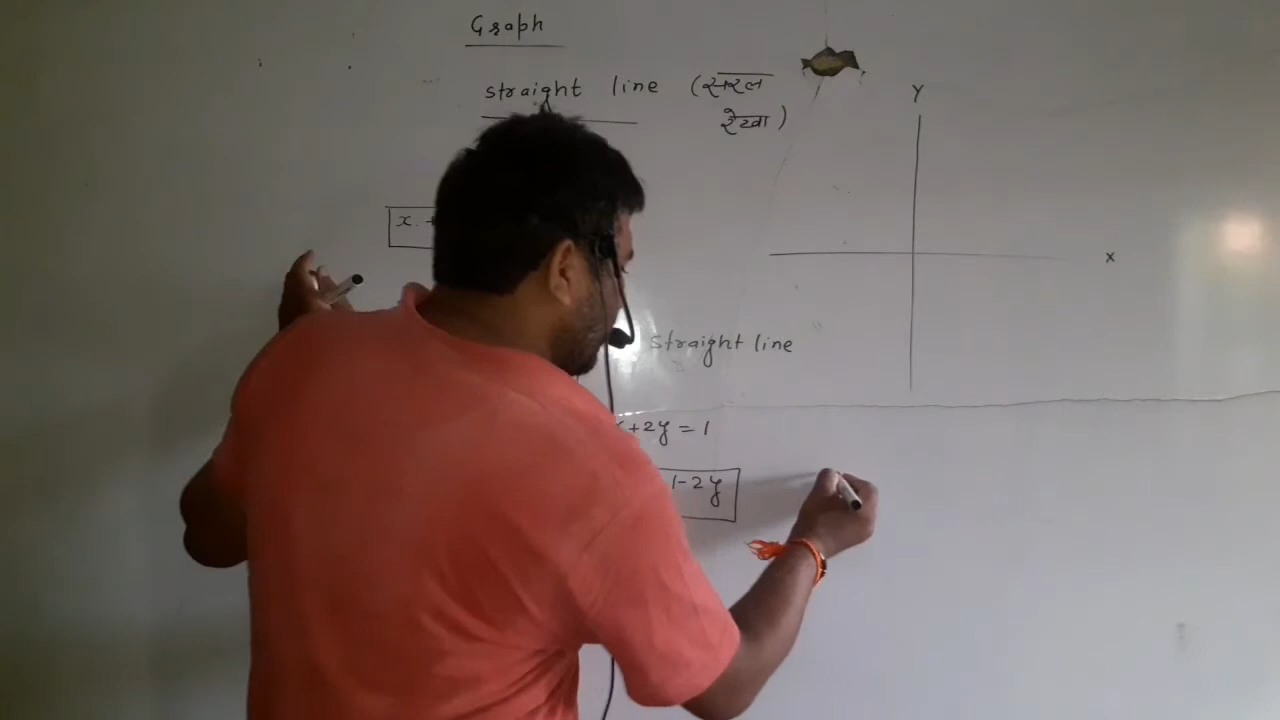 Graph
straight line (सरल
रेखा)
Y
x
X
straight line
x+2y = 1
1-2y